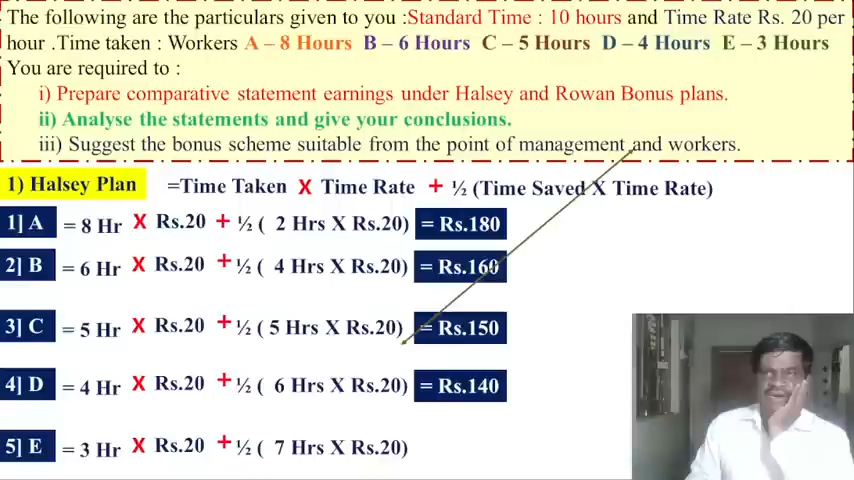 The following are the particulars given to you :Standard Time : 10 hours and Time Rate Rs. 20 per
hour .Time taken : Workers A – 8 Hours B – 6 Hours C – 5 Hours D – 4 Hours E – 3 Hours
You are required to :
i) Prepare comparative statement earnings under Halsey and Rowan Bonus plans.
ii) Analyse the statements and give your conclusions.
iii) Suggest the bonus scheme suitable from the point of management and workers.
1) Halsey Plan =Time Taken X Time Rate + ½ (Time Saved X Time Rate)
1] A = 8 Hr X Rs.20 + ½ ( 2 Hrs X Rs.20) = Rs.180
2] B = 6 Hr X Rs.20 + ½ ( 4 Hrs X Rs.20) = Rs.160
3] C = 5 Hr X Rs.20 + ½ ( 5 Hrs X Rs.20) = Rs.150
4] D = 4 Hr X Rs.20 + ½ ( 6 Hrs X Rs.20) = Rs.140
5] E = 3 Hr X Rs.20 + ½ ( 7 Hrs X Rs.20)